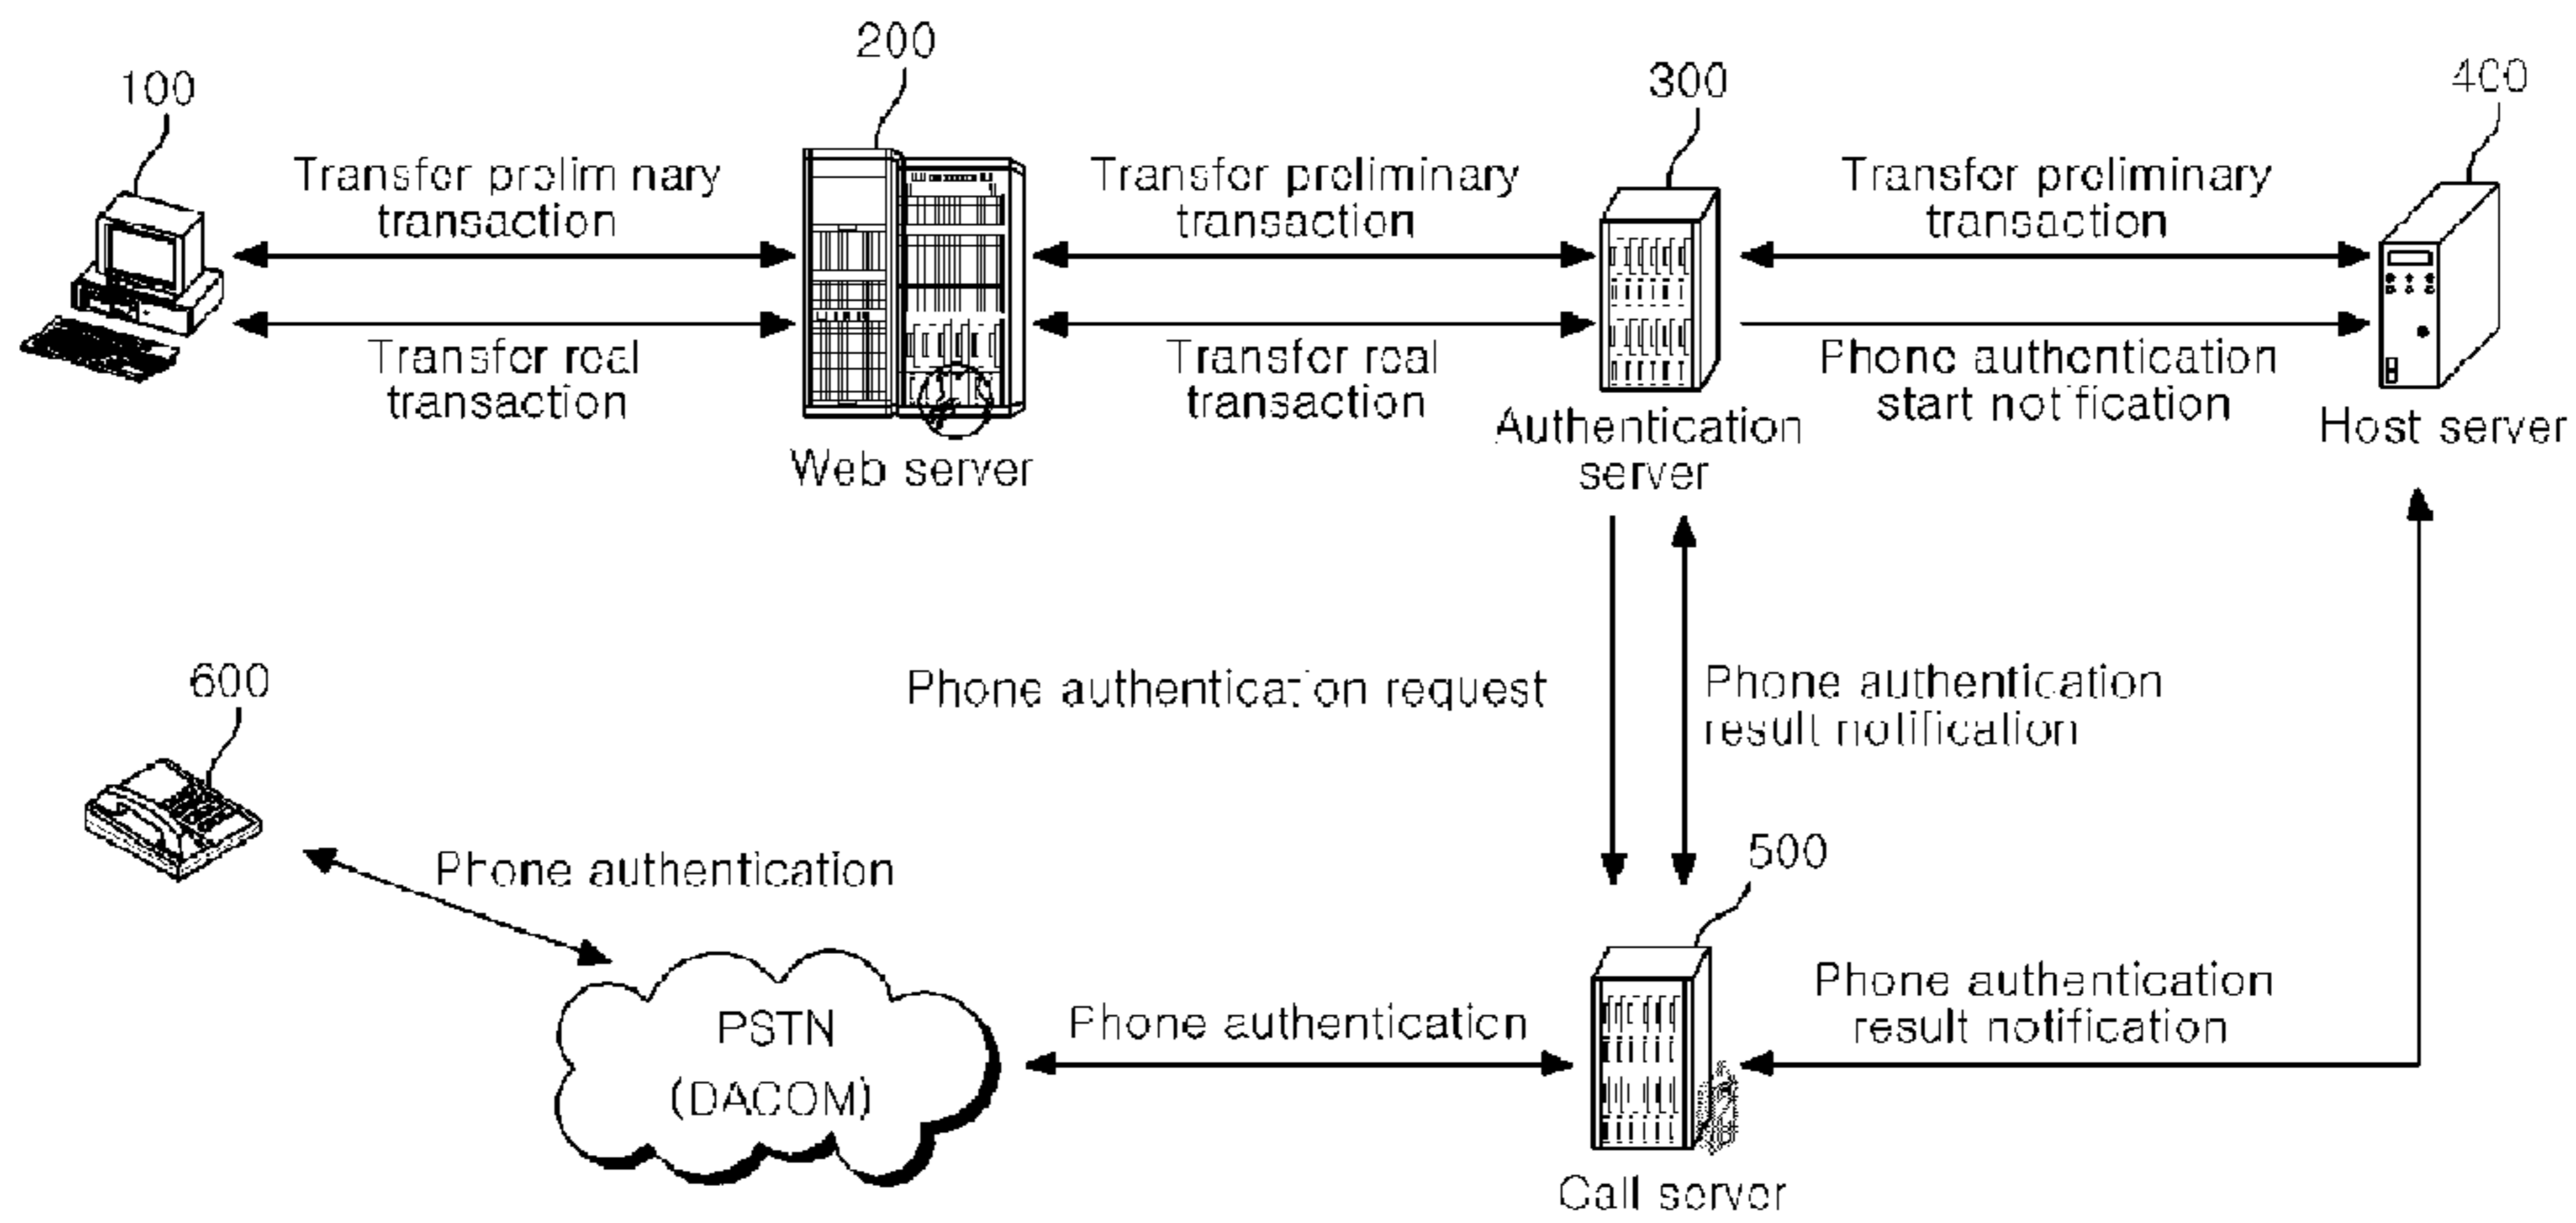 200
100
300
400
Transfer preliminary
transaction
Transfer preliminary
transaction
Transfer preliminary
transaction
Transfer real
transaction
Transfer real
transaction
Phone authentication
start notification
Web server
Authentication
server
Host server
600
Phone authentication request
Phone authentication
result notification
500
Phone authentication
PSTN
(DACOM)
Phone authentication
Phone authentication
result notification
Call server